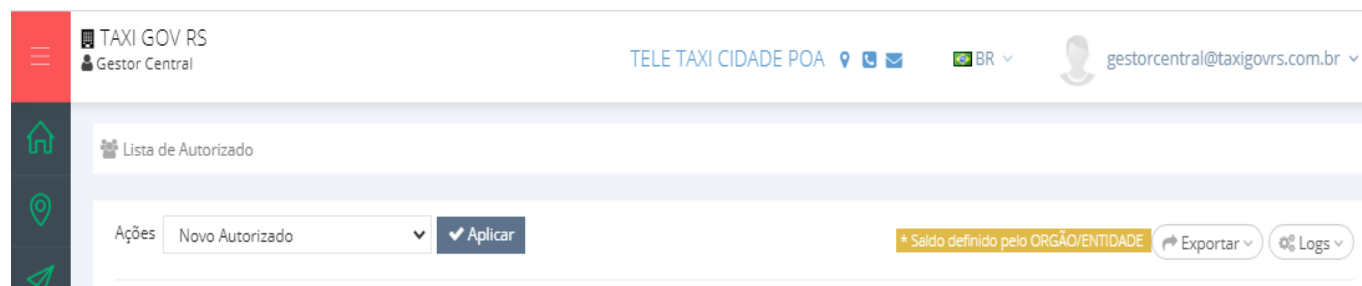 TAXI GOV RS
Gestor Central
TELE TAXI CIDADE POA
BR
gestorcentral@taxigovrs.com.br
Lista de Autorizado
Ações
Novo Autorizado
Aplicar
* Saldo definido pelo ORGÃO/ENTIDADE
Exportar
Logs